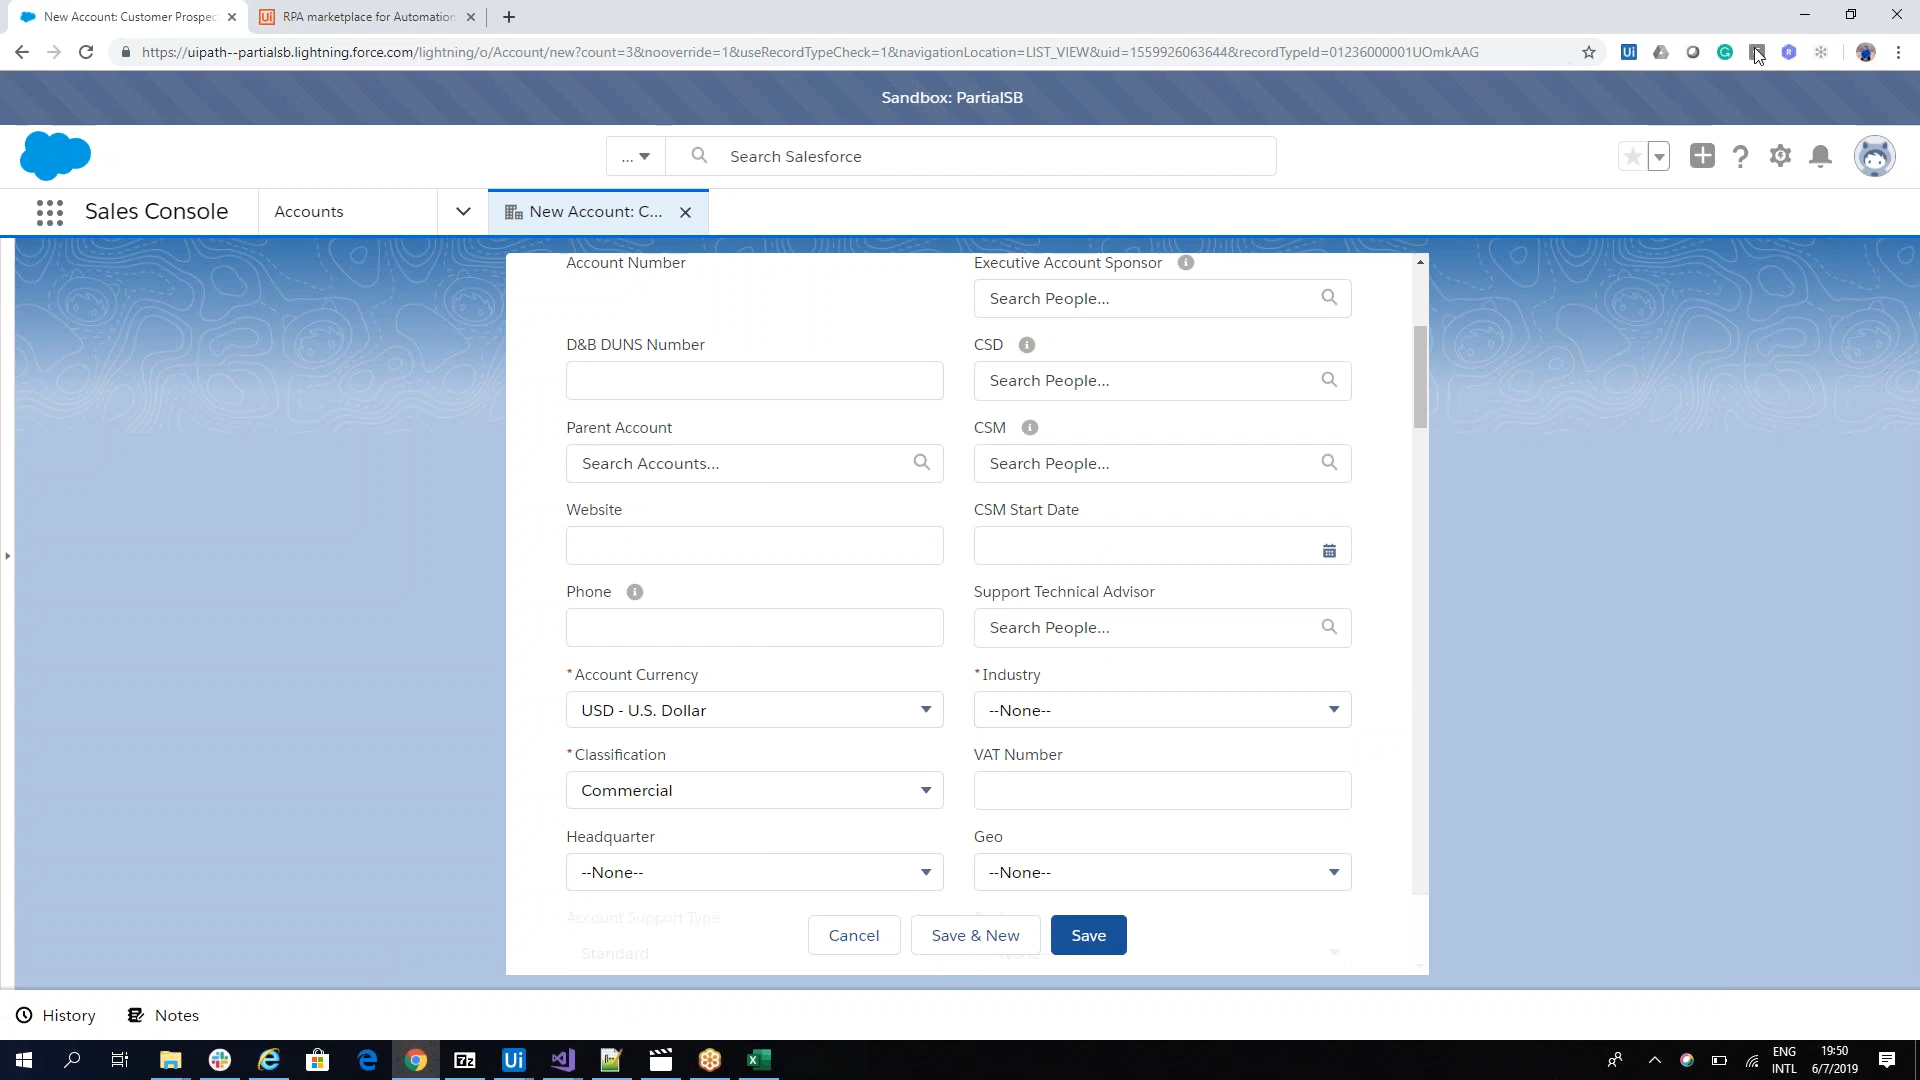 New Account: Customer Prospec
RPA marketplace for Automation
https://uipath--partialsb.lightning.force.com/lightning/o/Account/new?count=3&nooverride=1&useRecordTypeCheck=1&navigationLocation=LIST_VIEW&uid=155992606364​4&recordTypeId=01236000001UOmkAAG
Sandbox: PartialSB
...
Search Salesforce
Sales Console
Accounts
New Account: C...
Account Number
Executive Account Sponsor
Search People...
D&B DUNS Number
CSD
Search People...
Parent Account
CSM
Search Accounts...
Search People...
Website
CSM Start Date
Phone
Support Technical Advisor
Search People...
*Account Currency
*Industry
USD - U.S. Dollar
--None--
*Classification
VAT Number
Commercial
Headquarter
Geo
--None--
--None--
Account Support Type
Standard
Cancel
Save & New
Save
History
Notes
ENG
INTL
19:50
6/7/2019